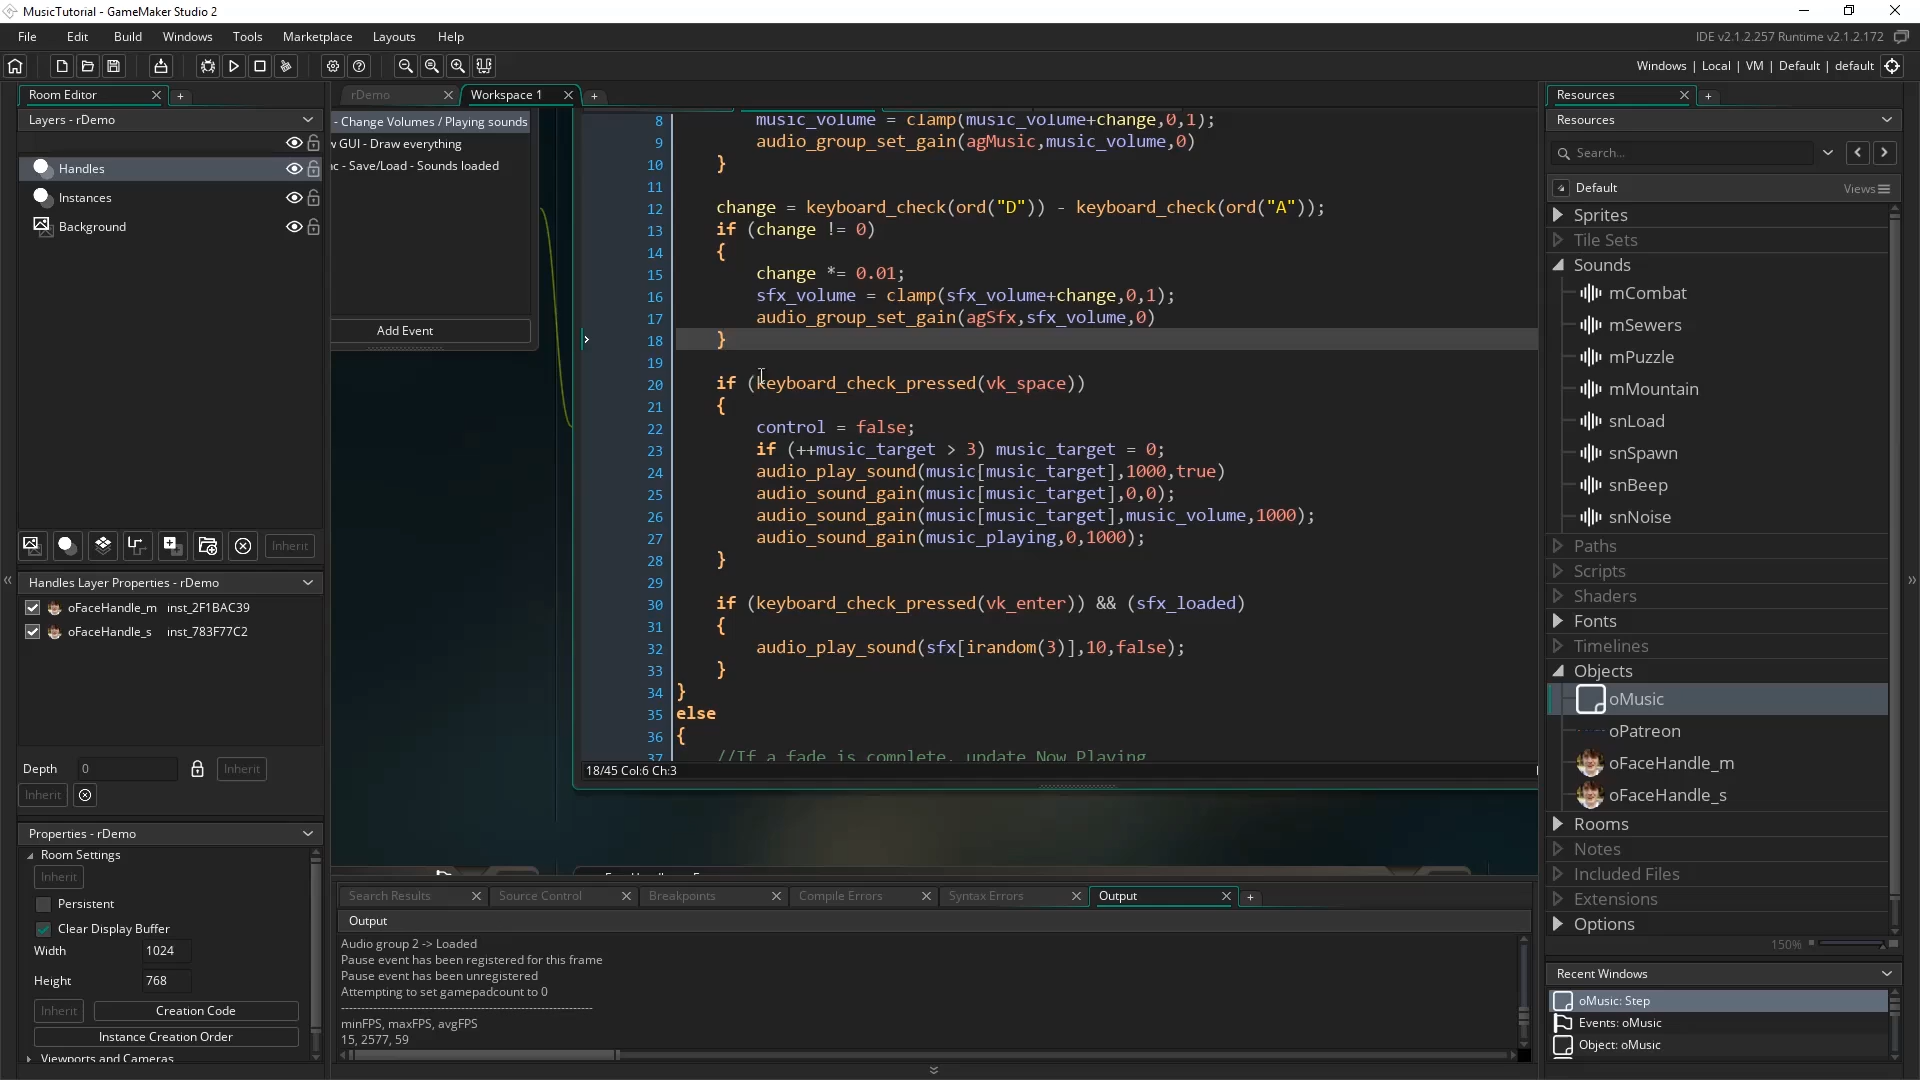 MusicTutorial - GameMaker Studio 2
File Edit Build Windows Tools Marketplace Layouts Help
IDE v2.1.2.257 Runtime v2.1.2.172
Windows | Local | VM | Default | default
Room Editor
Layers - rDemo
Handles
Instances
Background
Inherit
Handles Layer Properties - rDemo
oFaceHandle_m inst_2F1BAC39
oFaceHandle_s inst_783F77C2
Depth 0 Inherit
Inherit
Properties - rDemo
Room Settings
Inherit
Persistent
Clear Display Buffer
Width 1024
Height 768
Inherit Creation Code
Instance Creation Order
Viewports and Cameras
rDemo Workspace 1
- Change Volumes / Playing sounds
w GUI - Draw everything
nc - Save/Load - Sounds loaded
Add Event
8 music_volume = clamp(music_volume+change,0,1);
9 audio_group_set_gain(agMusic,music_volume,0)
10 }
11
12 change = keyboard_check(ord("D")) - keyboard_check(ord("A"));
13 if (change != 0)
14 {
15 change *= 0.01;
16 sfx_volume = clamp(sfx_volume+change,0,1);
17 audio_group_set_gain(agSfx,sfx_volume,0)
18 }
19
20 if (keyboard_check_pressed(vk_space))
21 {
22 control = false;
23 if (++music_target > 3) music_target = 0;
24 audio_play_sound(music[music_target],1000,true)
25 audio_sound_gain(music[music_target],0,0);
26 audio_sound_gain(music[music_target],music_volume,1000);
27 audio_sound_gain(music_playing,0,1000);
28 }
29
30 if (keyboard_check_pressed(vk_enter)) && (sfx_loaded)
31 {
32 audio_play_sound(sfx[irandom(3)],10,false);
33 }
34 }
35 else
36 {
37 //If a fade is complete, update Now Playing
18/45 Col:6 Ch:3
Search Results Source Control Breakpoints Compile Errors Syntax Errors Output
Output
Audio group 2 -> Loaded
Pause event has been registered for this frame
Pause event has been unregistered
Attempting to set gamepadcount to 0
minFPS, maxFPS, avgFPS
15, 2577, 59
Resources
Resources
Search...
Default Views
Sprites
Tile Sets
Sounds
mCombat
mSewers
mPuzzle
mMountain
snLoad
snSpawn
snBeep
snNoise
Paths
Scripts
Shaders
Fonts
Timelines
Objects
oMusic
oPatreon
oFaceHandle_m
oFaceHandle_s
Rooms
Notes
Included Files
Extensions
Options
150%
Recent Windows
oMusic: Step
Events: oMusic
Object: oMusic